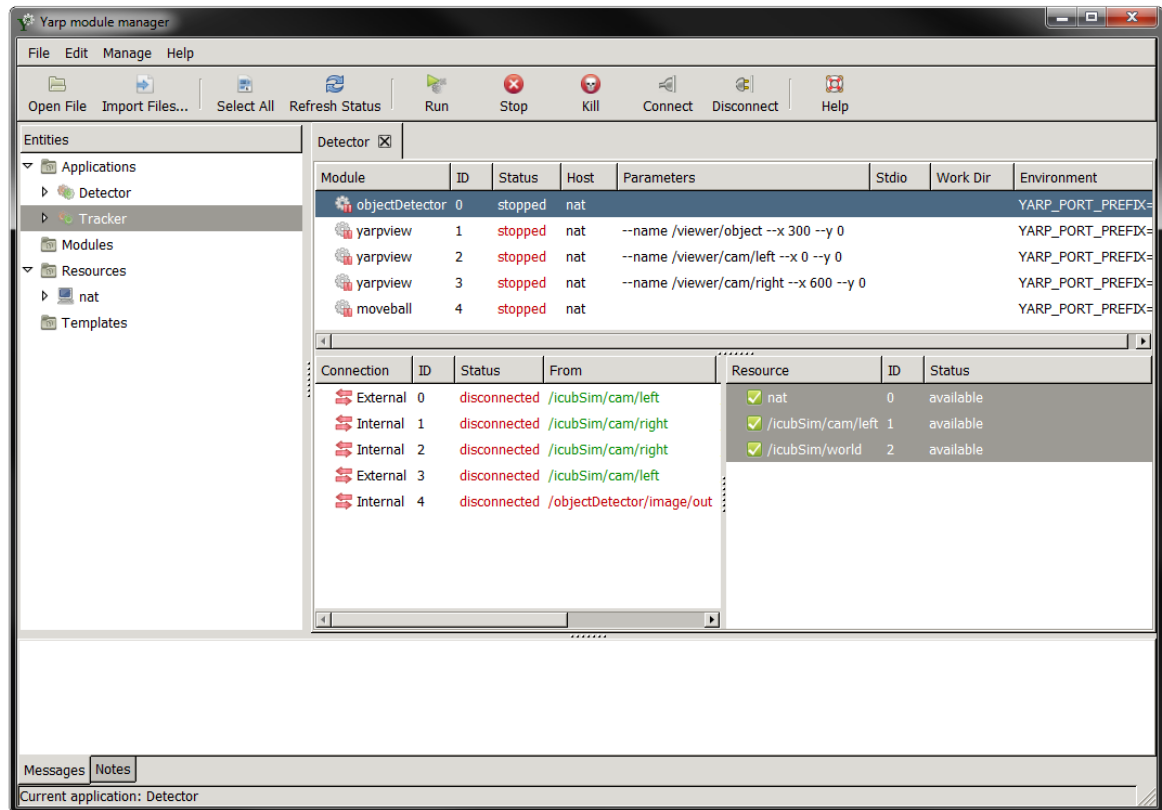 Yarp module manager
File Edit Manage Help
Open File Import Files... Select All Refresh Status Run Stop Kill Connect Disconnect Help
Entities
Applications
Detector
Tracker
Modules
Resources
nat
Templates
Detector
Module ID Status Host Parameters Stdio Work Dir Environment
objectDetector 0 stopped nat YARP_PORT_PREFIX=
yarpview 1 stopped nat --name /viewer/object --x 300 --y 0 YARP_PORT_PREFIX=
yarpview 2 stopped nat --name /viewer/cam/left --x 0 --y 0 YARP_PORT_PREFIX=
yarpview 3 stopped nat --name /viewer/cam/right --x 600 --y 0 YARP_PORT_PREFIX=
moveball 4 stopped nat YARP_PORT_PREFIX=
Connection ID Status From
External 0 disconnected /icubSim/cam/left
Internal 1 disconnected /icubSim/cam/right
Internal 2 disconnected /icubSim/cam/right
External 3 disconnected /icubSim/cam/left
Internal 4 disconnected /objectDetector/image/out
Resource ID Status
nat 0 available
/icubSim/cam/left 1 available
/icubSim/world 2 available
Messages Notes
Current application: Detector